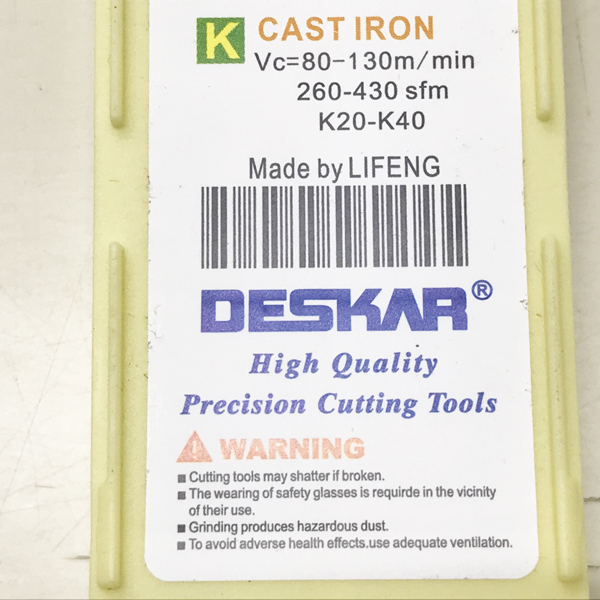 K CAST IRON
Vc=80-130m/min
260-430 sfm
K20-K40
Made by LIFENG
DESKAR®
High Quality
Precision Cutting Tools
WARNING
■ Cutting tools may shatter if broken.
■ The wearing of safety glasses is requirde in the vicinity
of their use.
■ Grinding produces hazardous dust.
■ To avoid adverse health effects.use adequate ventilation.